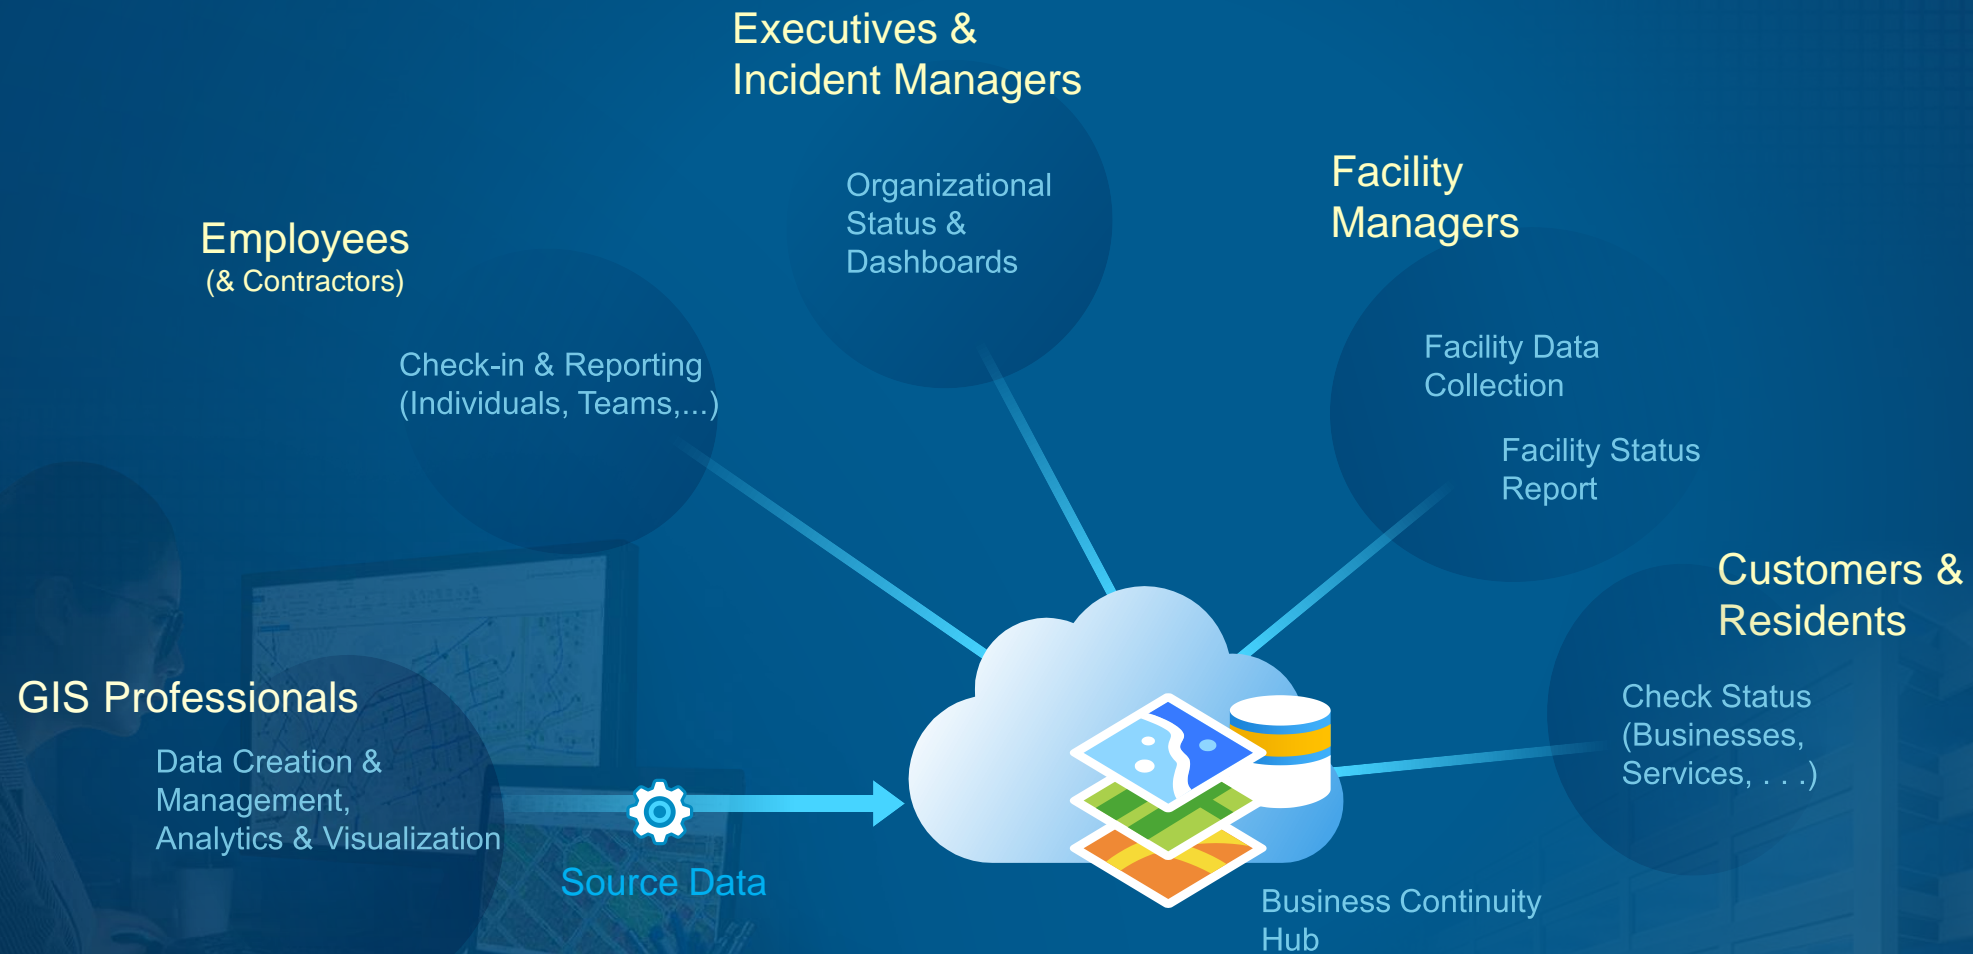 Executives &
Incident Managers
Organizational
Status &
Dashboards
Facility
Managers
Facility Data
Collection
Facility Status
Report
Employees
(& Contractors)
Check-in & Reporting
(Individuals, Teams,...)
Customers &
Residents
Check Status
(Businesses,
Services, . . .)
GIS Professionals
Data Creation &
Management,
Analytics & Visualization
Source Data
Business Continuity
Hub